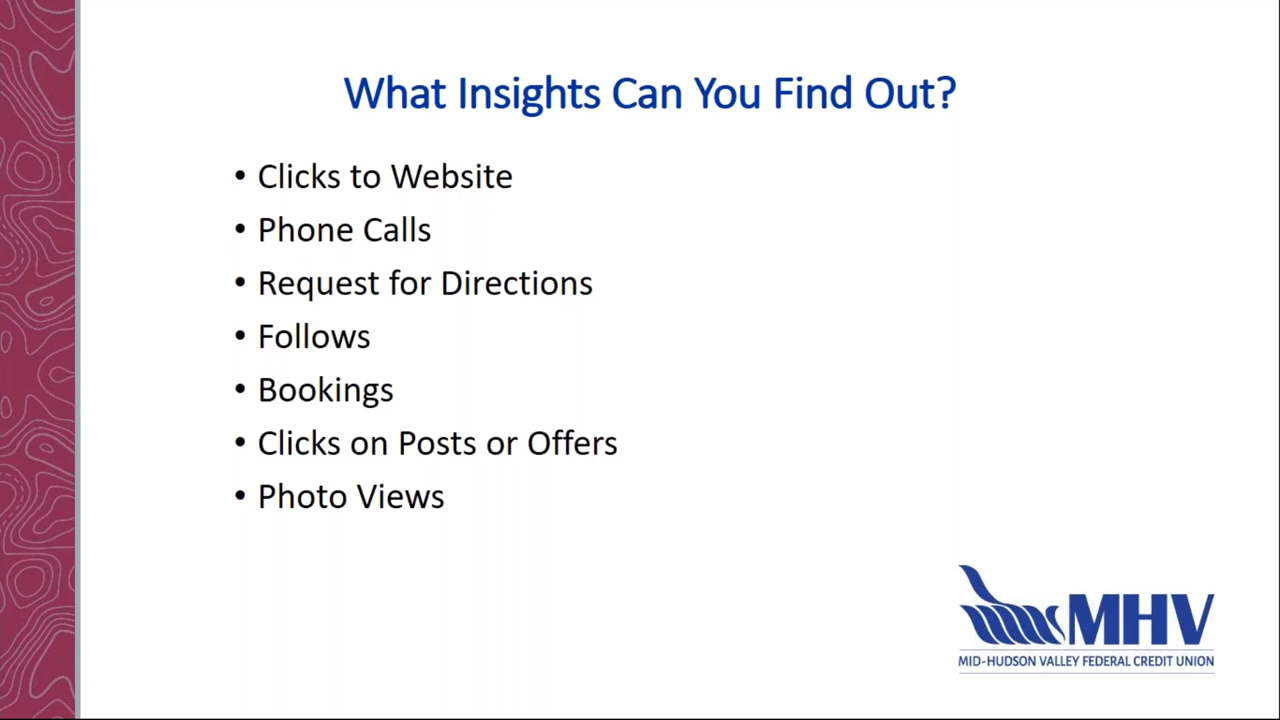 What Insights Can You Find Out?
• Clicks to Website
• Phone Calls
• Request for Directions
• Follows
• Bookings
• Clicks on Posts or Offers
• Photo Views
MHV
MID-HUDSON VALLEY FEDERAL CREDIT UNION